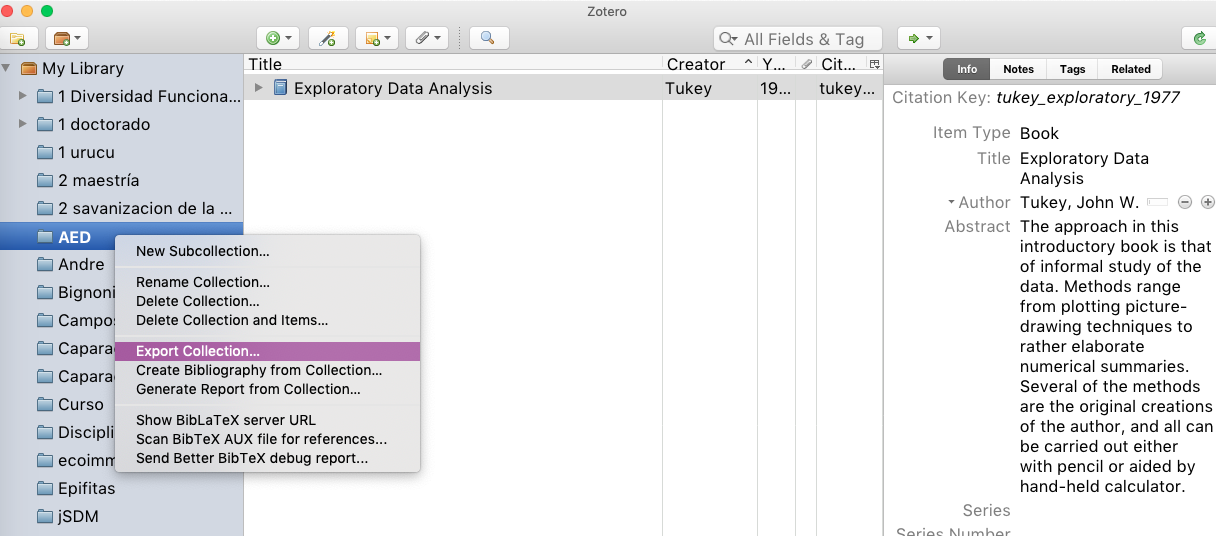 Zotero
All Fields & Tag
My Library
1 Diversidad Funciona...
1 doctorado
1 urucu
2 maestría
2 savanizacion de la ...
AED
Andre
Bignoni
Campos
Capara
Capara
Curso
Discipli
ecoimm
Epifitas
jSDM
New Subcollection...
Rename Collection...
Delete Collection...
Delete Collection and Items...
Export Collection...
Create Bibliography from Collection...
Generate Report from Collection...
Show BibLaTeX server URL
Scan BibTeX AUX file for references...
Send Better BibTeX debug report...
Title Creator Y... Cit...
Exploratory Data Analysis Tukey 19... tukey...
Info Notes Tags Related
Citation Key: tukey_exploratory_1977
Item Type Book
Title Exploratory Data
Analysis
Author Tukey, John W.
Abstract The approach in this
introductory book is that
of informal study of the
data. Methods range
from plotting picture-
drawing techniques to
rather elaborate
numerical summaries.
Several of the methods
are the original creations
of the author, and all can
be carried out either
with pencil or aided by
hand-held calculator.
Series
Series Number